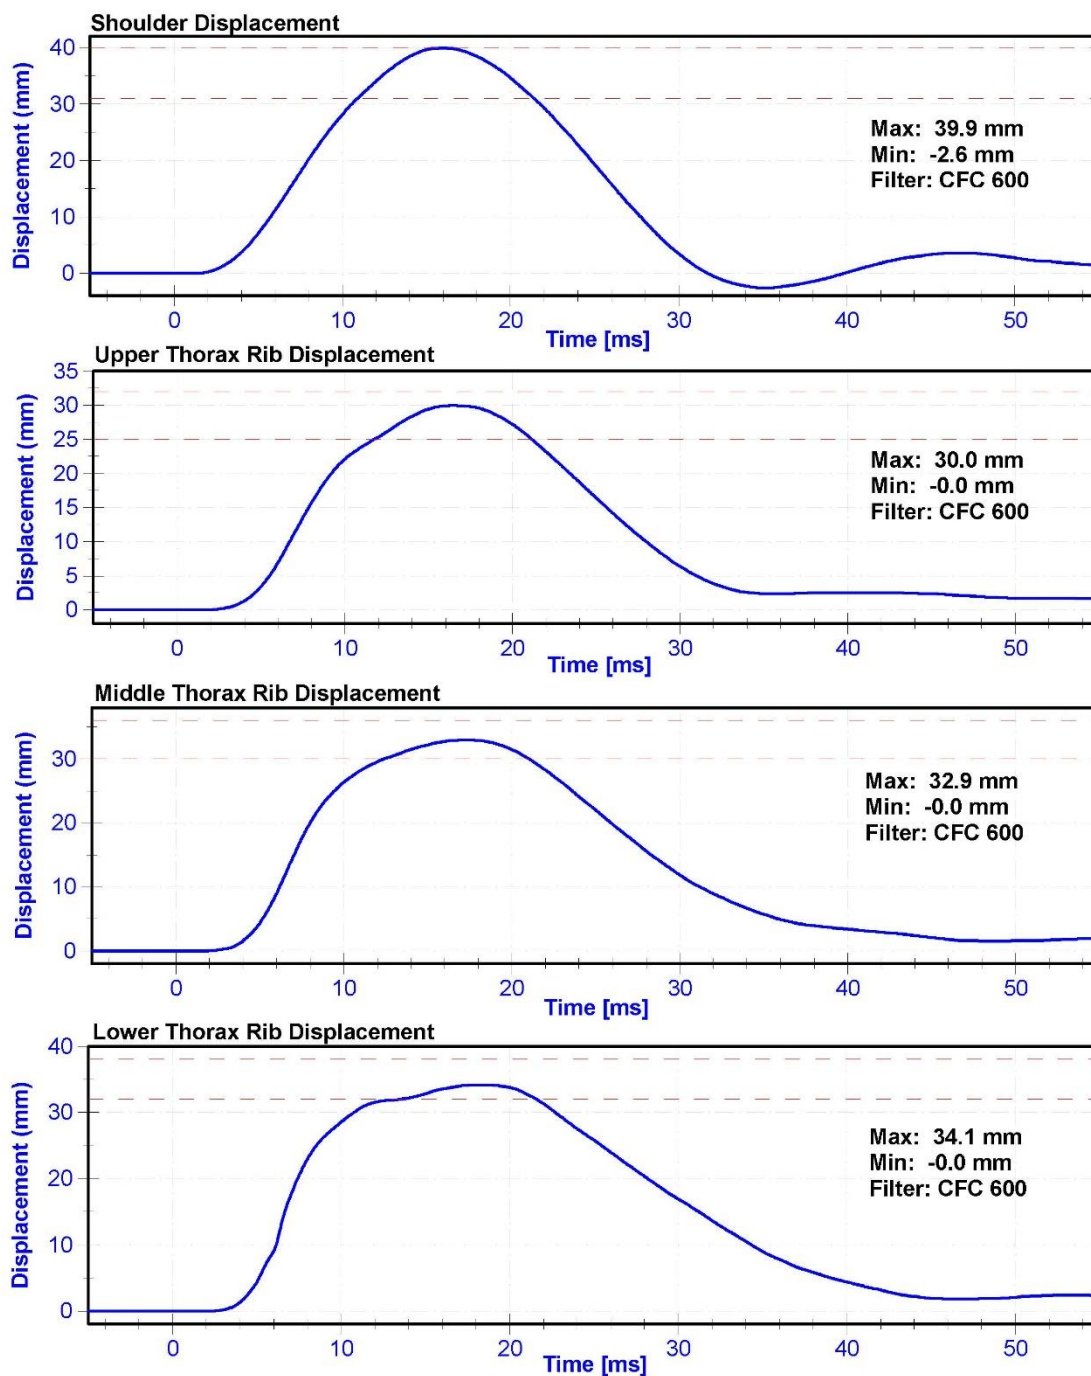 Shoulder Displacement
Displacement (mm)
40
30
20
10
0
Max: 39.9 mm
Min: -2.6 mm
Filter: CFC 600
0 10 20 30 40 50
Time [ms]
Upper Thorax Rib Displacement
Displacement (mm)
35
30
25
20
15
10
5
0
Max: 30.0 mm
Min: -0.0 mm
Filter: CFC 600
0 10 20 30 40 50
Time [ms]
Middle Thorax Rib Displacement
Displacement (mm)
30
20
10
0
Max: 32.9 mm
Min: -0.0 mm
Filter: CFC 600
0 10 20 30 40 50
Time [ms]
Lower Thorax Rib Displacement
Displacement (mm)
40
30
20
10
0
Max: 34.1 mm
Min: -0.0 mm
Filter: CFC 600
0 10 20 30 40 50
Time [ms]